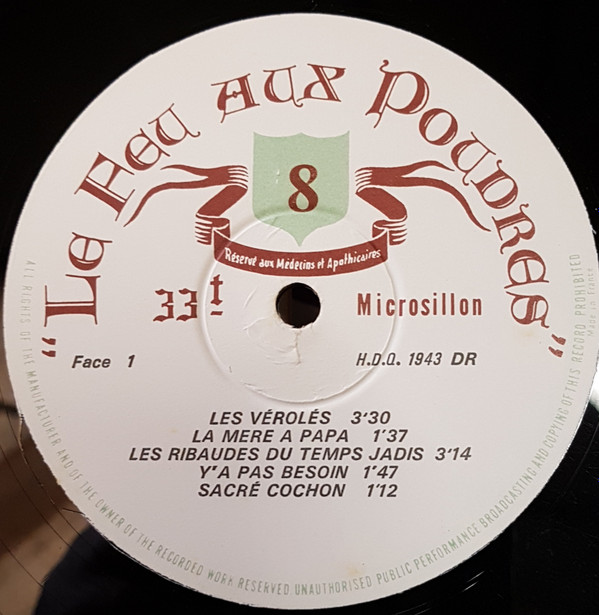 "Le Feu aux Poudres"
8
Réservé aux Médecins et Apothicaires
33t
Microsillon
Face 1
H.D.Q. 1943 DR
LES VÉROLÉS 3'30
LA MERE A PAPA 1'37
LES RIBAUDES DU TEMPS JADIS 3'14
Y'A PAS BESOIN 1'47
SACRÉ COCHON 1'12
ALL RIGHTS OF THE MANUFACTURER AND OF THE OWNER OF THE RECORDED WORK RESERVED UNAUTHORISED PUBLIC PERFORMANCE BROADCASTING AND COPYING OF THIS RECORD PROHIBITED
Made in France